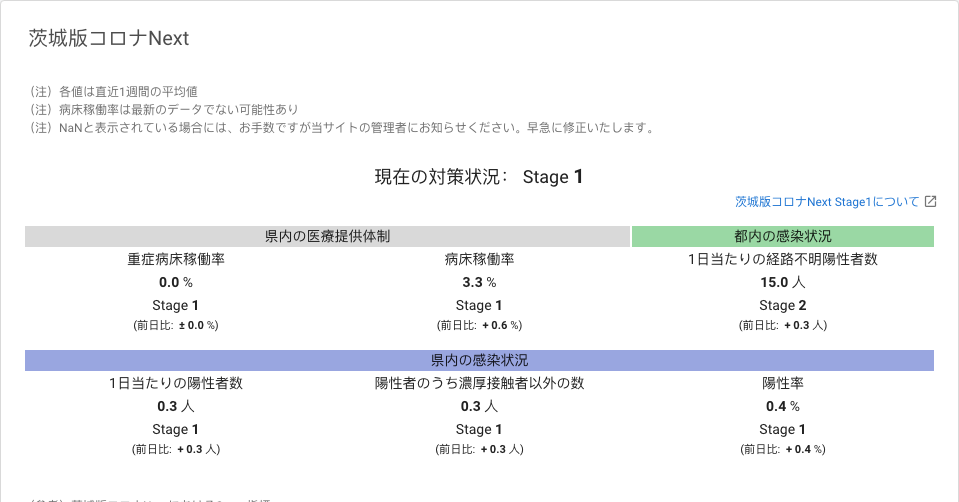 茨城版コロナNext
（注）各値は直近1週間の平均値
（注）病床稼働率は最新のデータでない可能性あり
（注）NaNと表示されている場合には、お手数ですが当サイトの管理者にお知らせください。早急に修正いたします。
現在の対策状況： Stage 1
茨城版コロナNext Stage1について
県内の医療提供体制 都内の感染状況
重症病床稼働率 病床稼働率 1日当たりの経路不明陽性者数
0.0 % 3.3 % 15.0 人
Stage 1 Stage 1 Stage 2
(前日比: ± 0.0 %) (前日比: + 0.6 %) (前日比: + 0.3 人)
県内の感染状況
1日当たりの陽性者数 陽性者のうち濃厚接触者以外の数 陽性率
0.3 人 0.3 人 0.4 %
Stage 1 Stage 1 Stage 1
(前日比: + 0.3 人) (前日比: + 0.3 人) (前日比: + 0.4 %)